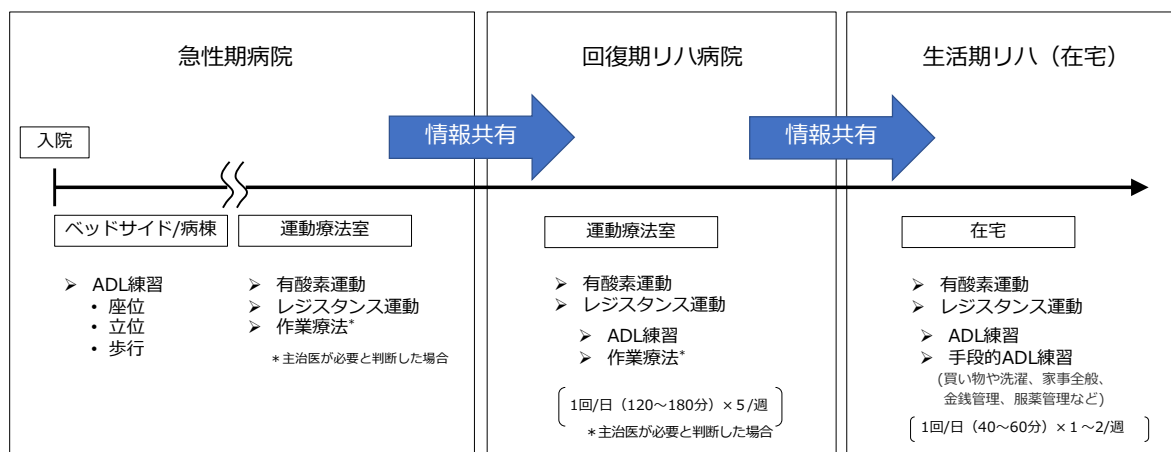 急性期病院
情報共有
入院
ベッドサイド/病棟
運動療法室
➢ ADL練習
• 座位
• 立位
• 歩行
➢ 有酸素運動
➢ レジスタンス運動
➢ 作業療法*
*主治医が必要と判断した場合
回復期リハ病院
情報共有
運動療法室
➢ 有酸素運動
➢ レジスタンス運動
➢ ADL練習
➢ 作業療法*
1回/日（120～180分）×５/週
*主治医が必要と判断した場合
生活期リハ（在宅）
在宅
➢ 有酸素運動
➢ レジスタンス運動
➢ ADL練習
➢ 手段的ADL練習
(買い物や洗濯、家事全般、
金銭管理、服薬管理など)
1回/日（40～60分）×１～2/週